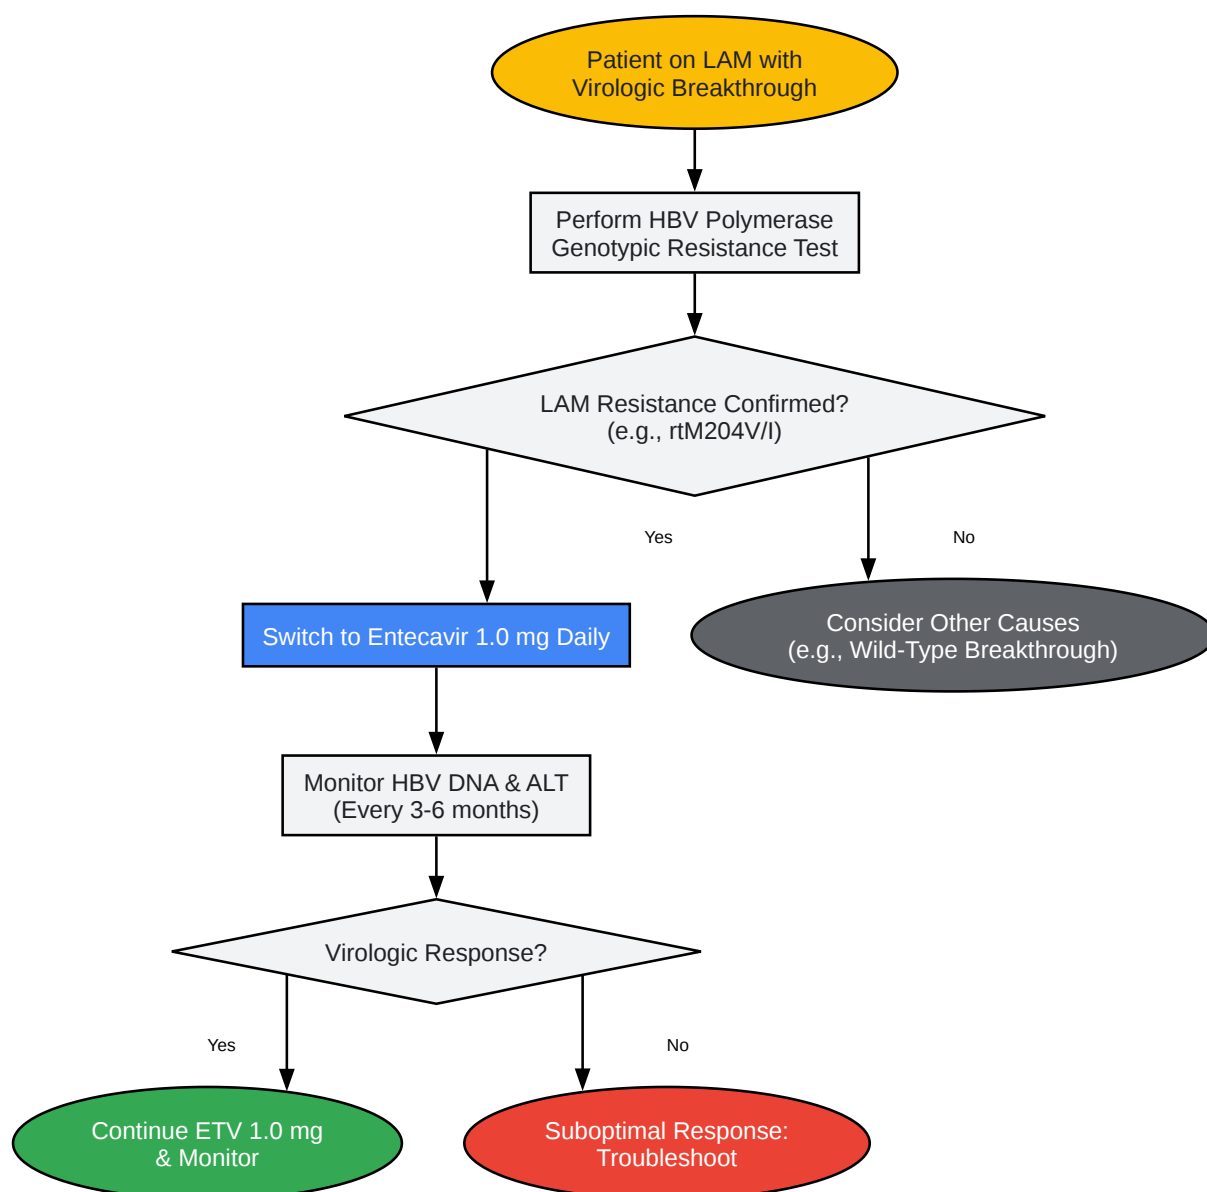 Patient on LAM with
Virologic Breakthrough
Perform HBV Polymerase
Genotypic Resistance Test
LAM Resistance Confirmed?
(e.g., rtM204V/I)
Yes
No
Switch to Entecavir 1.0 mg Daily
Consider Other Causes
(e.g., Wild-Type Breakthrough)
Monitor HBV DNA & ALT
(Every 3-6 months)
Virologic Response?
Yes
No
Continue ETV 1.0 mg
& Monitor
Suboptimal Response:
Troubleshoot